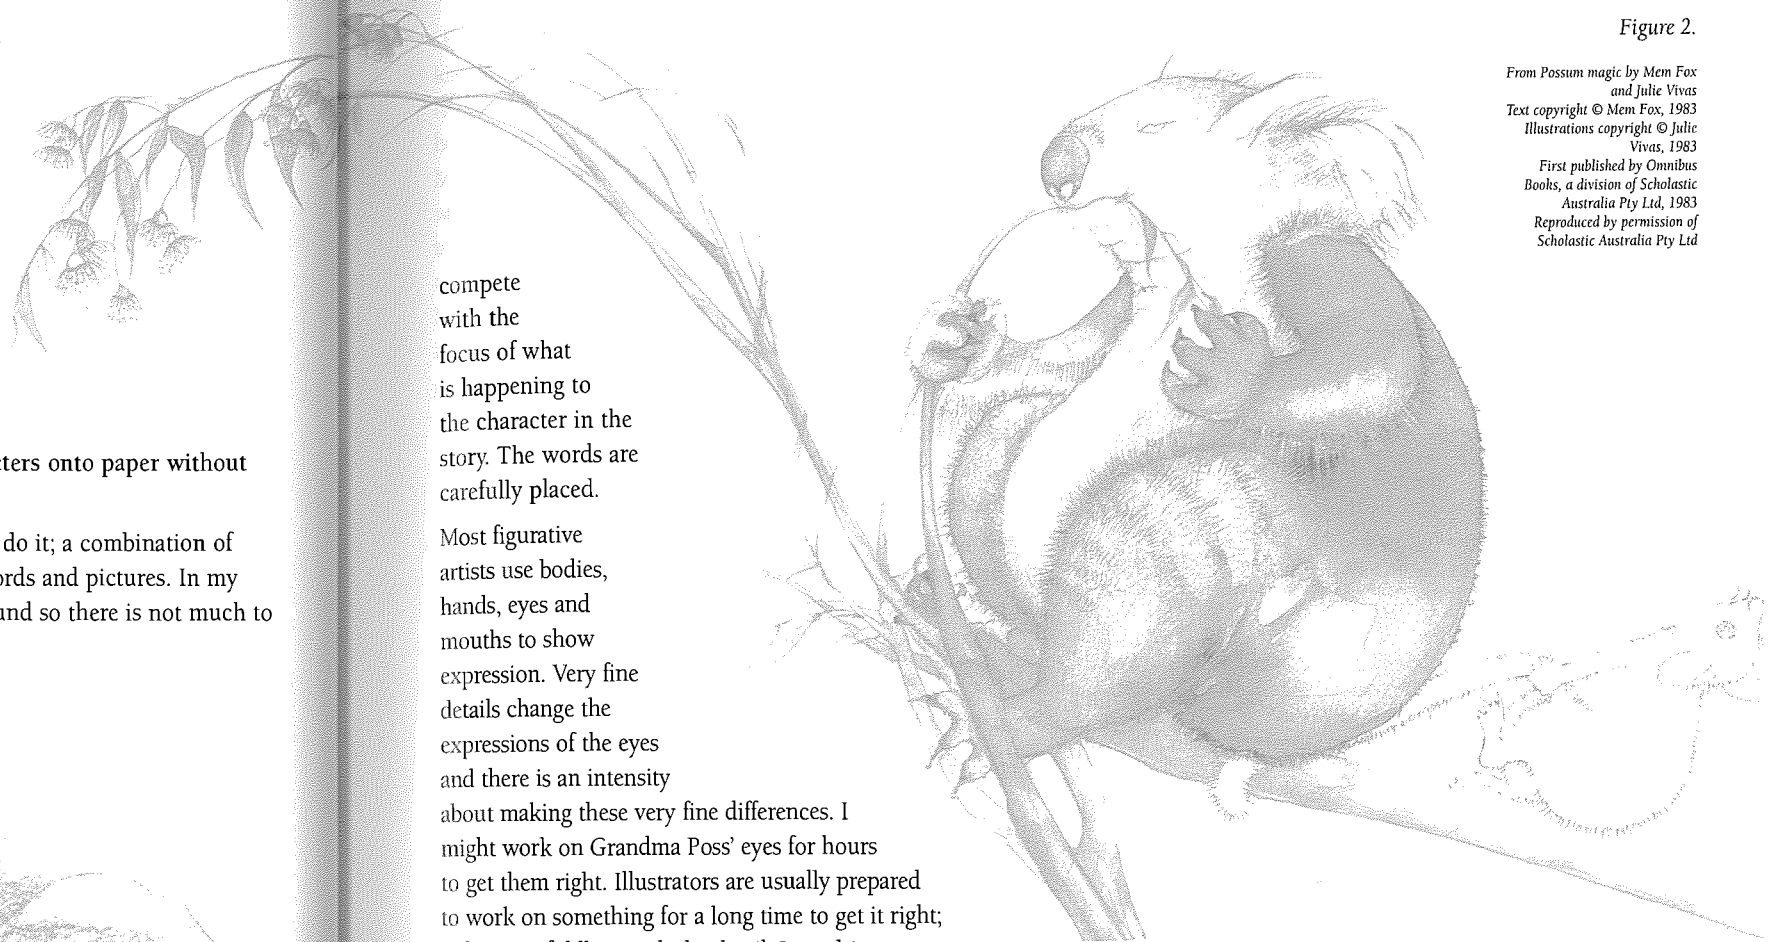 ters onto paper without
do it; a combination of
rds and pictures. In my
und so there is not much to
compete
with the
focus of what
is happening to
the character in the
story. The words are
carefully placed.
Most figurative
artists use bodies,
hands, eyes and
mouths to show
expression. Very fine
details change the
expressions of the eyes
and there is an intensity
about making these very fine differences. I
might work on Grandma Poss’ eyes for hours
to get them right. Illustrators are usually prepared
to work on something for a long time to get it right;
Figure 2.
From Possum magic by Mem Fox
and Julie Vivas
Text copyright © Mem Fox, 1983
Illustrations copyright © Julie
Vivas, 1983
First published by Omnibus
Books, a division of Scholastic
Australia Pty Ltd, 1983
Reproduced by permission of
Scholastic Australia Pty Ltd